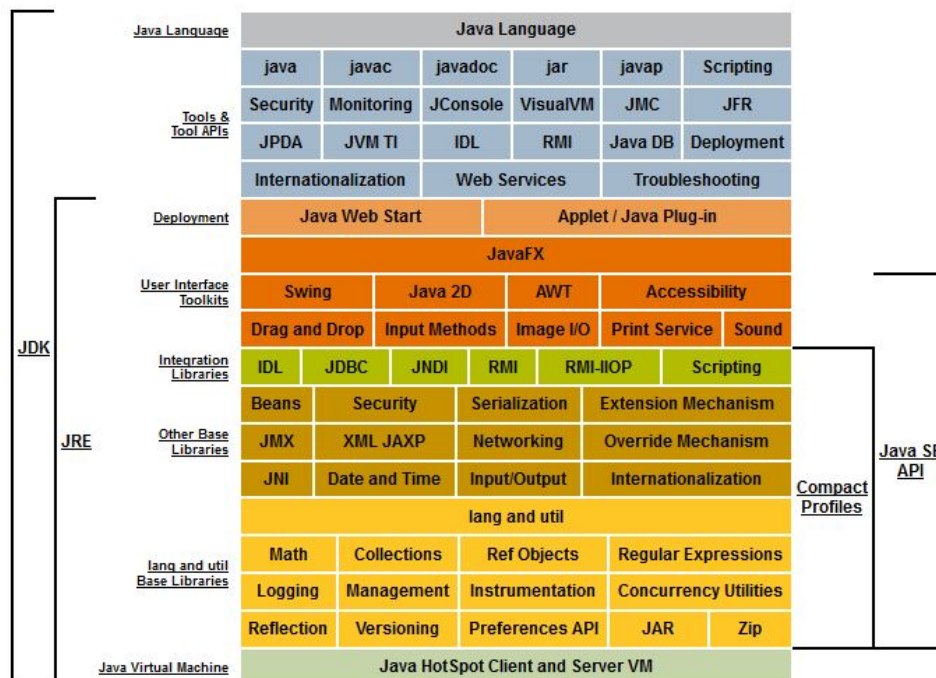 Java Language Java Language
java javac javadoc jar javap Scripting
Security Monitoring JConsole VisualVM JMC JFR
Tools &
Tool APIs
JPDA JVM TI IDL RMI Java DB Deployment
Internationalization Web Services Troubleshooting
Deployment Java Web Start Applet / Java Plug-in
JavaFX
User Interface
Toolkits
Swing Java 2D AWT Accessibility
Drag and Drop Input Methods Image I/O Print Service Sound
JDK
Integration
Libraries
IDL JDBC JNDI RMI RMI-IIOP Scripting
Beans Security Serialization Extension Mechanism
JRE
Other Base
Libraries
JMX XML JAXP Networking Override Mechanism
Java SE
API
JNI Date and Time Input/Output Internationalization
Compact
Profiles
lang and util
Math Collections Ref Objects Regular Expressions
lang and util
Base Libraries
Logging Management Instrumentation Concurrency Utilities
Reflection Versioning Preferences API JAR Zip
Java Virtual Machine Java HotSpot Client and Server VM